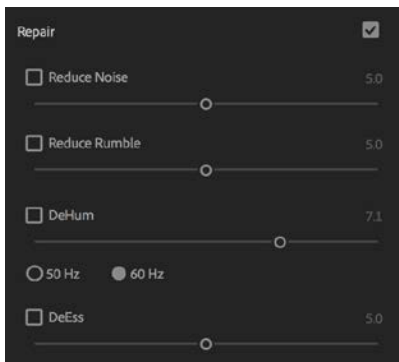 Repair
Reduce Noise 5.0
Reduce Rumble 5.0
DeHum 7.1
50 Hz 60 Hz
DeEss 5.0